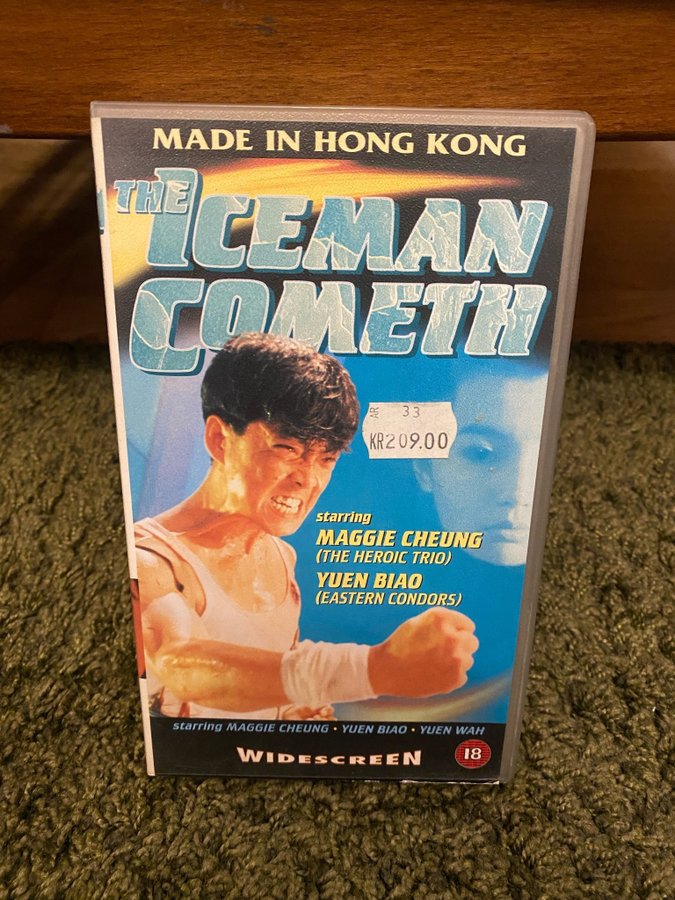 MADE IN HONG KONG
THE ICEMAN
COMETH
AR 33
KR209.00
starring
MAGGIE CHEUNG
(THE HEROIC TRIO)
YUEN BIAO
(EASTERN CONDORS)
starring MAGGIE CHEUNG · YUEN BIAO · YUEN WAH
WIDESCREEN
18